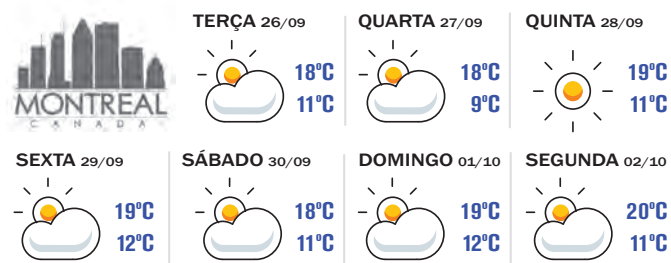 MONTREAL
CANADA
TERÇA 26/09
18ºC
11ºC
QUARTA 27/09
18ºC
9ºC
QUINTA 28/09
19ºC
11ºC
SEXTA 29/09
19ºC
12ºC
SÁBADO 30/09
18ºC
11ºC
DOMINGO 01/10
19ºC
12ºC
SEGUNDA 02/10
20ºC
11ºC